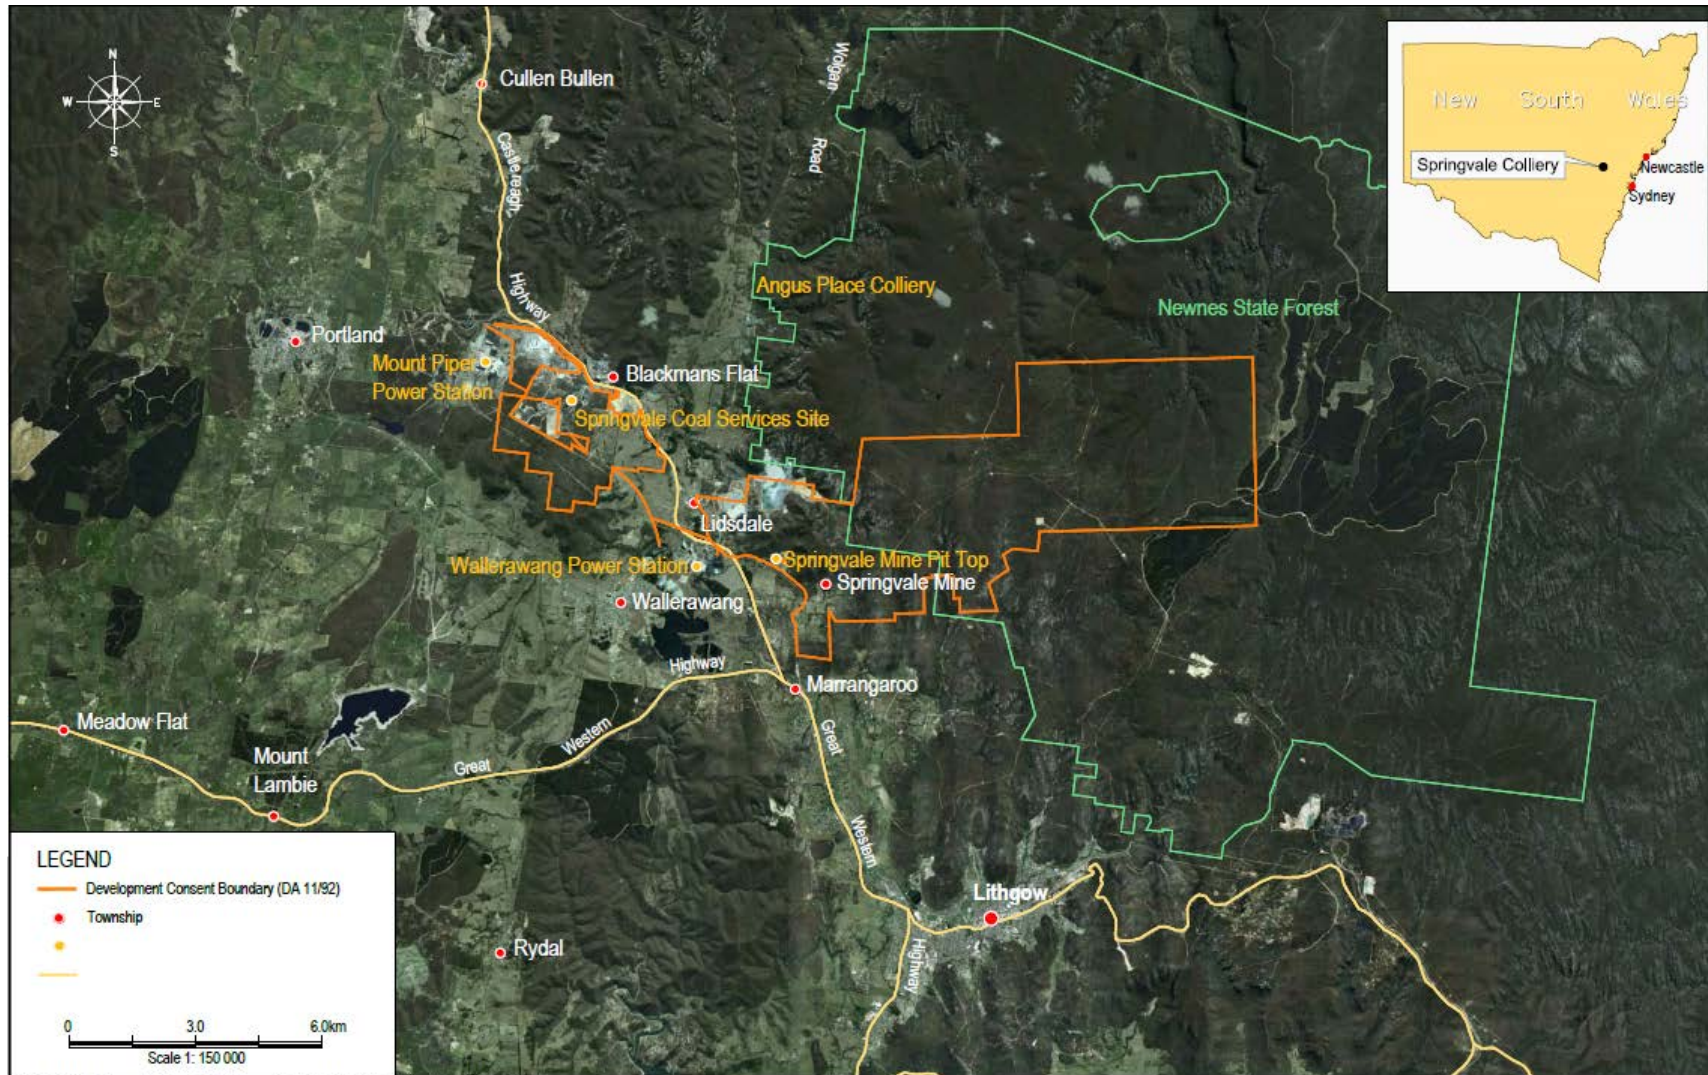 N
W
E
S
Cullen Bullen
Wolgan
Road
New South Wales
Springvale Colliery
Newcastle
Sydney
Castlereagh
Highway
Angus Place Colliery
Newnes State Forest
Portland
Mount Piper
Power Station
Blackmans Flat
Springvale Coal Services Site
Lidsdale
Wallerawang Power Station
Springvale Mine Pit Top
Springvale Mine
Wallerawang
Highway
Marrangaroo
Meadow Flat
Mount
Lambie
Great
Western
Great
Western
Highway
Lithgow
Rydal
LEGEND
Development Consent Boundary (DA 11/92)
Township
0 3.0 6.0km
Scale 1: 150 000